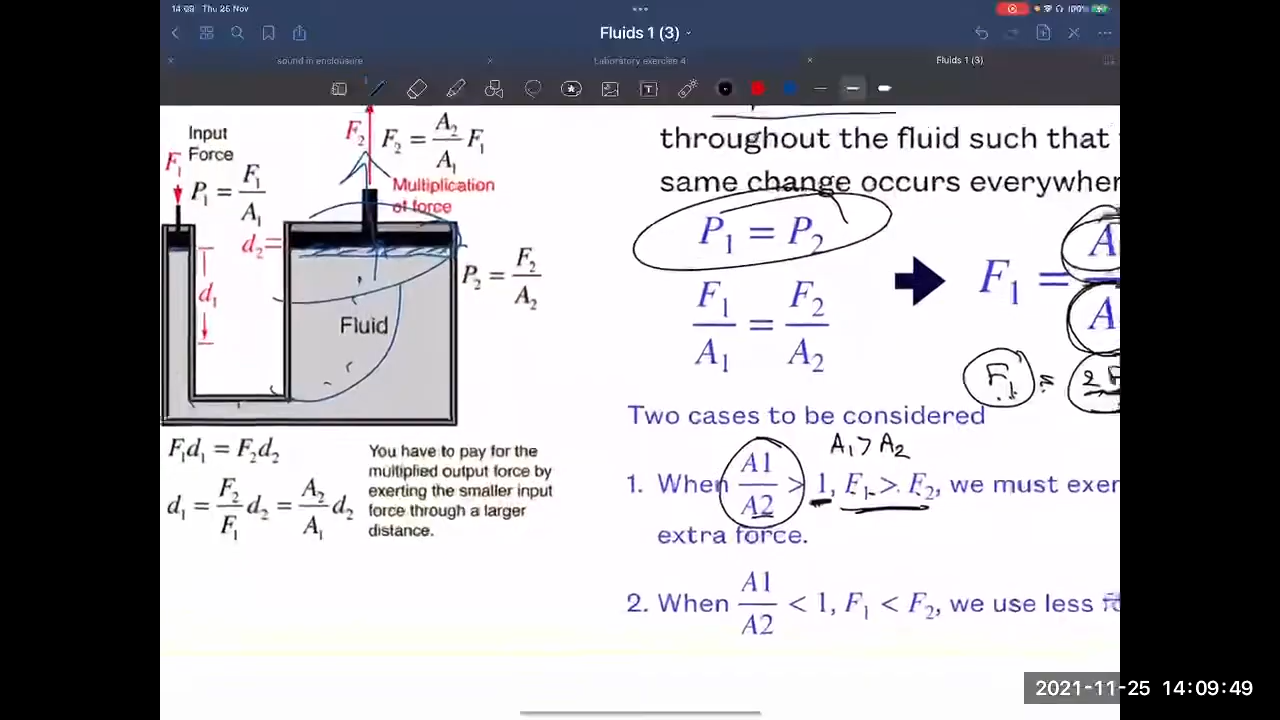 14 09 Thu 25 Nov
100%
Fluids 1 (3)
sound in enclosure
Laboratory exercise 4
Fluids 1 (3)
Input
Force
F₁
P₁ = F₁/A₁
F₂
F₂ = A₂/A₁ F₁
Multiplication
of force
d₂=
d₁
P₂ = F₂/A₂
Fluid
F₁d₁ = F₂d₂
d₁ = F₂/F₁ d₂ = A₂/A₁ d₂
You have to pay for the
multiplied output force by
exerting the smaller input
force through a larger
distance.
throughout the fluid such that
same change occurs everywher
P₁ = P₂
F₁/A₁ = F₂/A₂
F₁ = A/A
F₁ = 2 F
Two cases to be considered
A₁ > A₂
1. When A1/A2 > 1, F₁ > F₂, we must exer
extra force.
2. When A1/A2 < 1, F₁ < F₂, we use less
2021-11-25 14:09:49